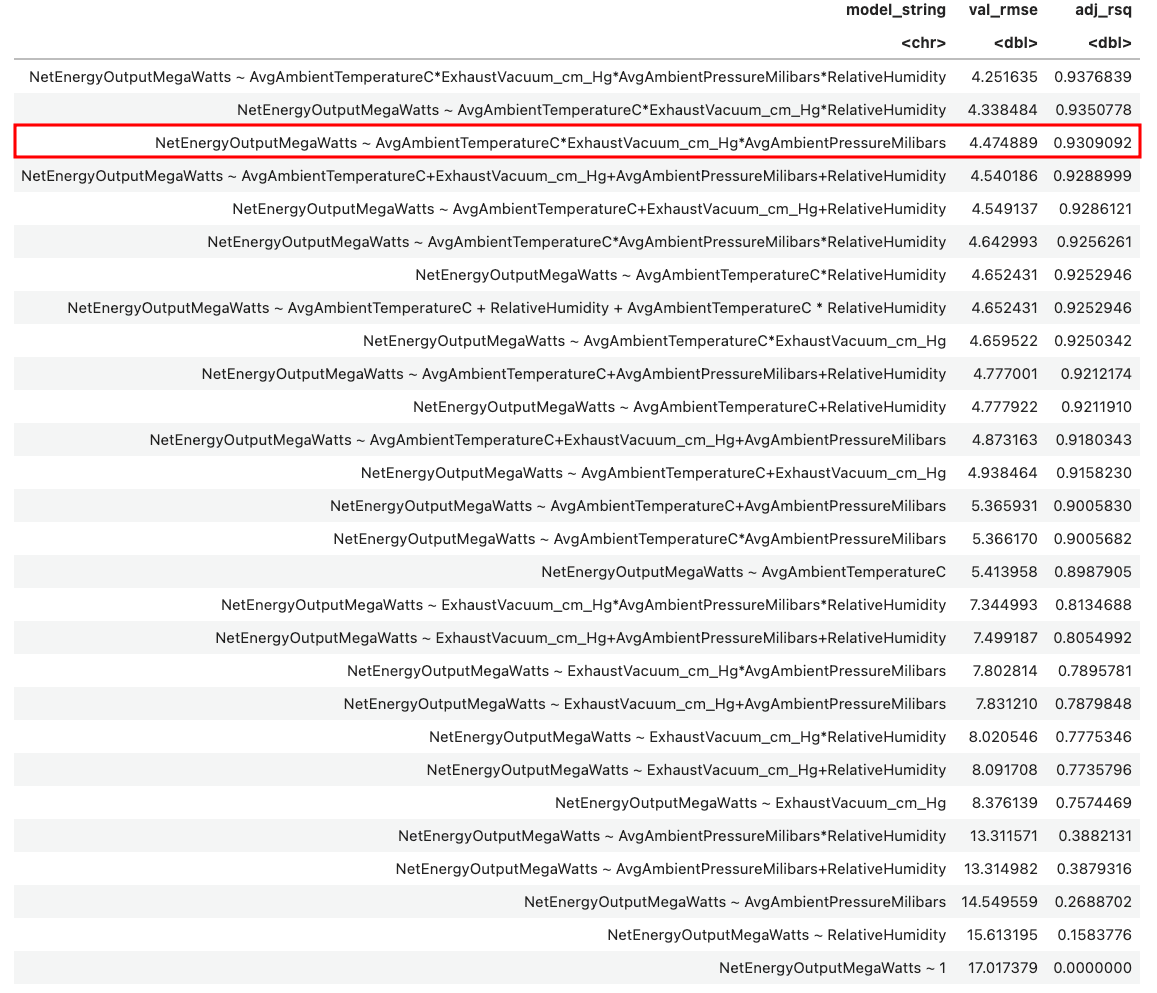 model_string val_rmse adj_rsq
<chr> <dbl> <dbl>
NetEnergyOutputMegaWatts ~ AvgAmbientTemperatureC*ExhaustVacuum_cm_Hg*AvgAmbientPressureMilibars*RelativeHumidity 4.251635 0.9376839
NetEnergyOutputMegaWatts ~ AvgAmbientTemperatureC*ExhaustVacuum_cm_Hg*RelativeHumidity 4.338484 0.9350778
NetEnergyOutputMegaWatts ~ AvgAmbientTemperatureC*ExhaustVacuum_cm_Hg*AvgAmbientPressureMilibars 4.474889 0.9309092
NetEnergyOutputMegaWatts ~ AvgAmbientTemperatureC+ExhaustVacuum_cm_Hg+AvgAmbientPressureMilibars+RelativeHumidity 4.540186 0.9288999
NetEnergyOutputMegaWatts ~ AvgAmbientTemperatureC+ExhaustVacuum_cm_Hg+RelativeHumidity 4.549137 0.9286121
NetEnergyOutputMegaWatts ~ AvgAmbientTemperatureC*AvgAmbientPressureMilibars*RelativeHumidity 4.642993 0.9256261
NetEnergyOutputMegaWatts ~ AvgAmbientTemperatureC*RelativeHumidity 4.652431 0.9252946
NetEnergyOutputMegaWatts ~ AvgAmbientTemperatureC + RelativeHumidity + AvgAmbientTemperatureC * RelativeHumidity 4.652431 0.9252946
NetEnergyOutputMegaWatts ~ AvgAmbientTemperatureC*ExhaustVacuum_cm_Hg 4.659522 0.9250342
NetEnergyOutputMegaWatts ~ AvgAmbientTemperatureC+AvgAmbientPressureMilibars+RelativeHumidity 4.777001 0.9212174
NetEnergyOutputMegaWatts ~ AvgAmbientTemperatureC+RelativeHumidity 4.777922 0.9211910
NetEnergyOutputMegaWatts ~ AvgAmbientTemperatureC+ExhaustVacuum_cm_Hg+AvgAmbientPressureMilibars 4.873163 0.9180343
NetEnergyOutputMegaWatts ~ AvgAmbientTemperatureC+ExhaustVacuum_cm_Hg 4.938464 0.9158230
NetEnergyOutputMegaWatts ~ AvgAmbientTemperatureC+AvgAmbientPressureMilibars 5.365931 0.9005830
NetEnergyOutputMegaWatts ~ AvgAmbientTemperatureC*AvgAmbientPressureMilibars 5.366170 0.9005682
NetEnergyOutputMegaWatts ~ AvgAmbientTemperatureC 5.413958 0.8987905
NetEnergyOutputMegaWatts ~ ExhaustVacuum_cm_Hg*AvgAmbientPressureMilibars*RelativeHumidity 7.344993 0.8134688
NetEnergyOutputMegaWatts ~ ExhaustVacuum_cm_Hg+AvgAmbientPressureMilibars+RelativeHumidity 7.499187 0.8054992
NetEnergyOutputMegaWatts ~ ExhaustVacuum_cm_Hg*AvgAmbientPressureMilibars 7.802814 0.7895781
NetEnergyOutputMegaWatts ~ ExhaustVacuum_cm_Hg+AvgAmbientPressureMilibars 7.831210 0.7879848
NetEnergyOutputMegaWatts ~ ExhaustVacuum_cm_Hg*RelativeHumidity 8.020546 0.7775346
NetEnergyOutputMegaWatts ~ ExhaustVacuum_cm_Hg+RelativeHumidity 8.091708 0.7735796
NetEnergyOutputMegaWatts ~ ExhaustVacuum_cm_Hg 8.376139 0.7574469
NetEnergyOutputMegaWatts ~ AvgAmbientPressureMilibars*RelativeHumidity 13.311571 0.3882131
NetEnergyOutputMegaWatts ~ AvgAmbientPressureMilibars+RelativeHumidity 13.314982 0.3879316
NetEnergyOutputMegaWatts ~ AvgAmbientPressureMilibars 14.549559 0.2688702
NetEnergyOutputMegaWatts ~ RelativeHumidity 15.613195 0.1583776
NetEnergyOutputMegaWatts ~ 1 17.017379 0.0000000